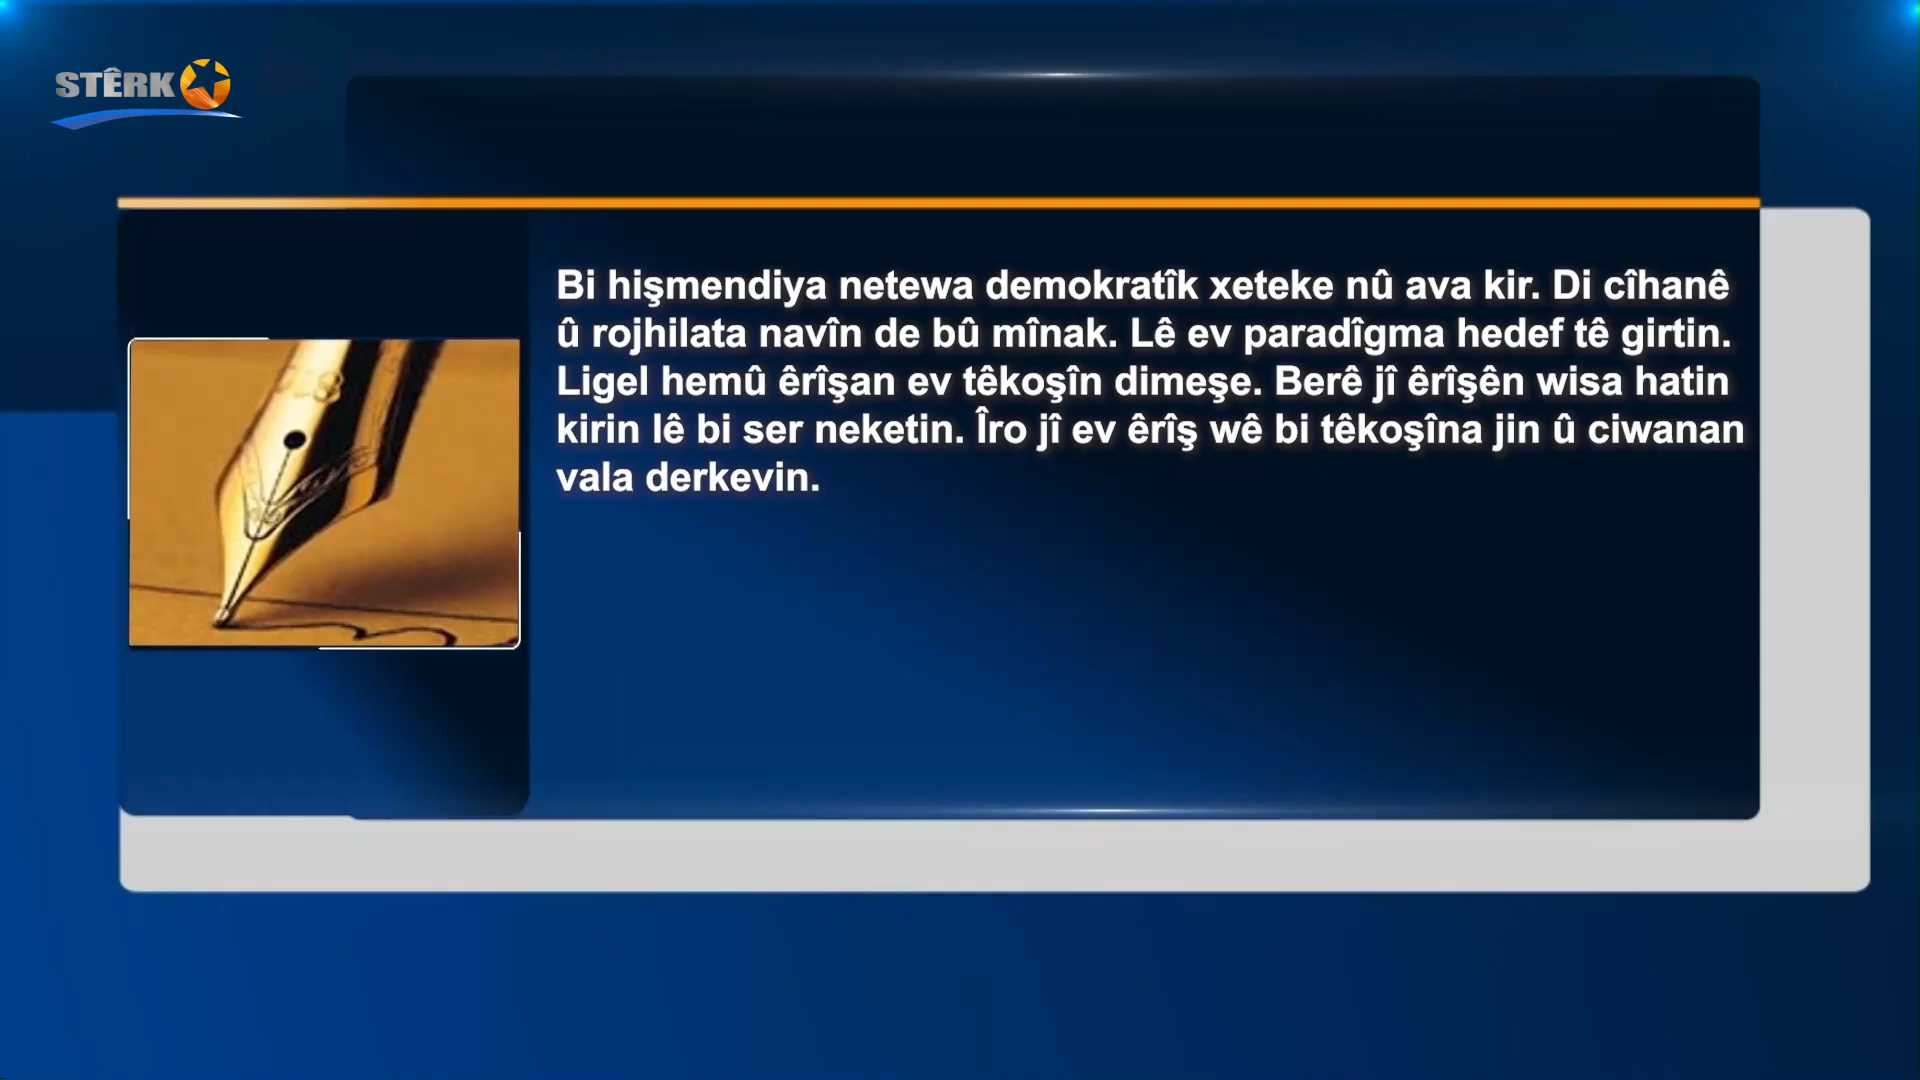 STÊRK
Bi hişmendiya netewa demokratîk xeteke nû ava kir. Di cîhanê
û rojhilata navîn de bû mînak. Lê ev paradîgma hedef tê girtin.
Ligel hemû êrîşan ev têkoşîn dimeşe. Berê jî êrîşên wisa hatin
kirin lê bi ser neketin. Îro jî ev êrîş wê bi têkoşîna jin û ciwanan
vala derkevin.